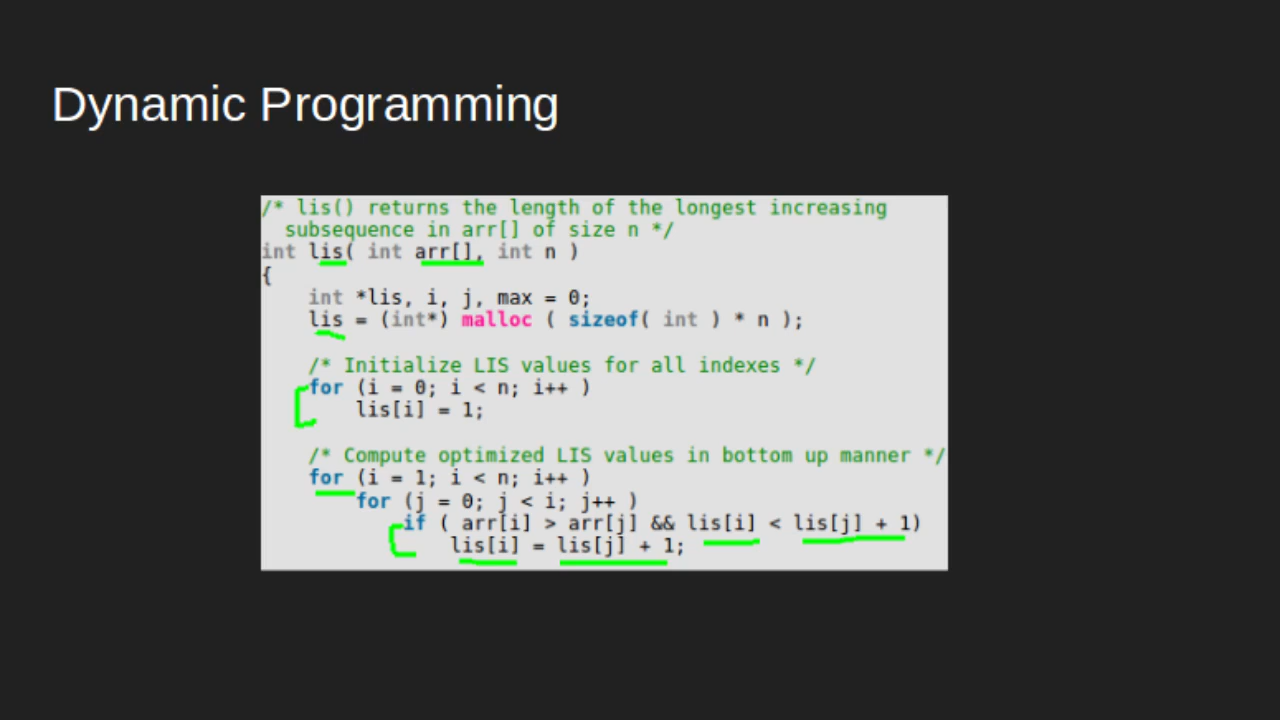 Dynamic Programming
/* lis() returns the length of the longest increasing
subsequence in arr[] of size n */
int lis( int arr[], int n )
{
int *lis, i, j, max = 0;
lis = (int*) malloc ( sizeof( int ) * n );
/* Initialize LIS values for all indexes */
for (i = 0; i < n; i++ )
lis[i] = 1;
/* Compute optimized LIS values in bottom up manner */
for (i = 1; i < n; i++ )
for (j = 0; j < i; j++ )
if ( arr[i] > arr[j] && lis[i] < lis[j] + 1)
lis[i] = lis[j] + 1;